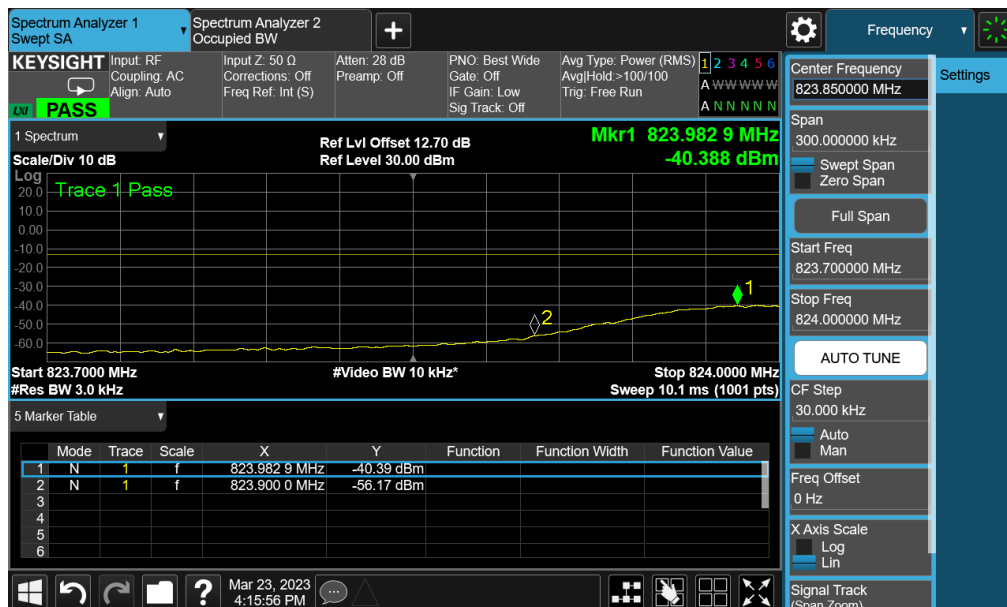 Spectrum Analyzer 1
Swept SA
Spectrum Analyzer 2
Occupied BW
Frequency
KEYSIGHT
LXI
PASS
Input: RF
Coupling: AC
Align: Auto
Input Z: 50 Ω
Corrections: Off
Freq Ref: Int (S)
Atten: 28 dB
Preamp: Off
PNO: Best Wide
Gate: Off
IF Gain: Low
Sig Track: Off
Avg Type: Power (RMS)
Avg|Hold:>100/100
Trig: Free Run
1 2 3 4 5 6
A W W W W W
A N N N N N
1 Spectrum
Scale/Div 10 dB
Ref Lvl Offset 12.70 dB
Ref Level 30.00 dBm
Mkr1 823.982 9 MHz
-40.388 dBm
Log
Trace 1 Pass
20.0
10.0
0.00
-10.0
-20.0
-30.0
-40.0
-50.0
-60.0
1
2
Start 823.7000 MHz
#Video BW 10 kHz*
Stop 824.0000 MHz
#Res BW 3.0 kHz
Sweep 10.1 ms (1001 pts)
5 Marker Table
Mode Trace Scale X Y Function Function Width Function Value
1 N 1 f 823.982 9 MHz -40.39 dBm
2 N 1 f 823.900 0 MHz -56.17 dBm
3
4
5
6
Mar 23, 2023
4:15:56 PM
Center Frequency
823.850000 MHz
Settings
Span
300.000000 kHz
Swept Span
Zero Span
Full Span
Start Freq
823.700000 MHz
Stop Freq
824.000000 MHz
AUTO TUNE
CF Step
30.000 kHz
Auto
Man
Freq Offset
0 Hz
X Axis Scale
Log
Lin
Signal Track
(Span Zoom)